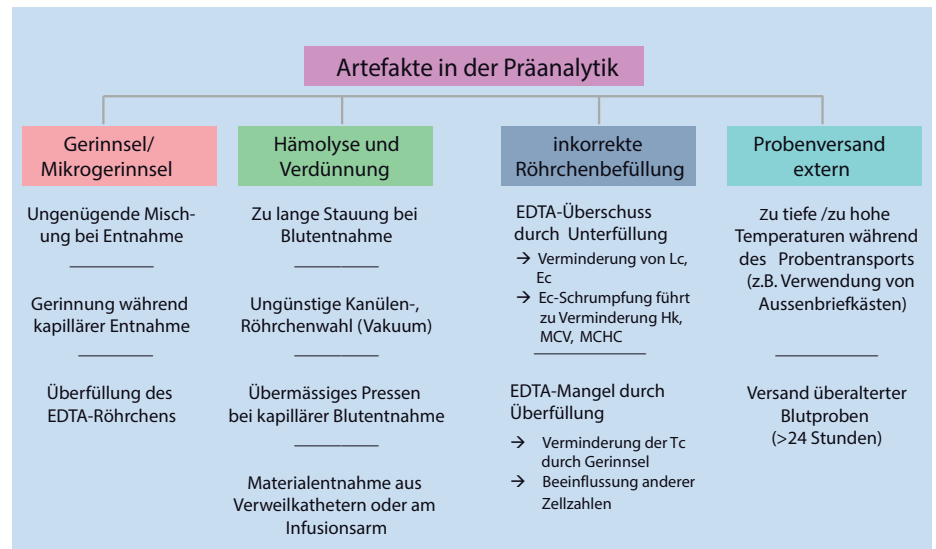 Artefakte in der Präanalytik
Gerinnsel/
Mikrogerinnsel
Ungenügende Misch-
ung bei Entnahme
Gerinnung während
kapillärer Entnahme
Überfüllung des
EDTA-Röhrchens
Hämolyse und
Verdünnung
Zu lange Stauung bei
Blutentnahme
Ungünstige Kanülen-,
Röhrchenwahl (Vakuum)
Übermässiges Pressen
bei kapillärer Blutentnahme
Materialentnahme aus
Verweilkathetern oder am
Infusionsarm
inkorrekte
Röhrchenbefüllung
EDTA-Überschuss
durch Unterfüllung
→ Verminderung von Lc,
Ec
→ Ec-Schrumpfung führt
zu Verminderung Hk,
MCV, MCHC
EDTA-Mangel durch
Überfüllung
→ Verminderung der Tc
durch Gerinnsel
→ Beeinflussung anderer
Zellzahlen
Probenversand
extern
Zu tiefe /zu hohe
Temperaturen während
des Probentransports
(z.B. Verwendung von
Aussenbriefkästen)
Versand überalterter
Blutproben
(>24 Stunden)